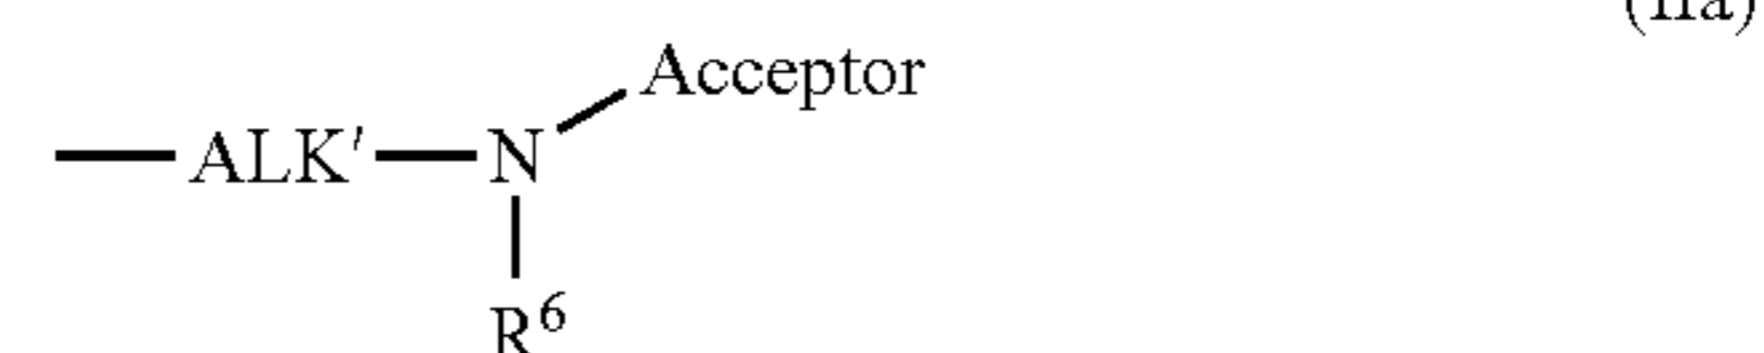 (IIa)
Acceptor
ALK′ N
R⁶